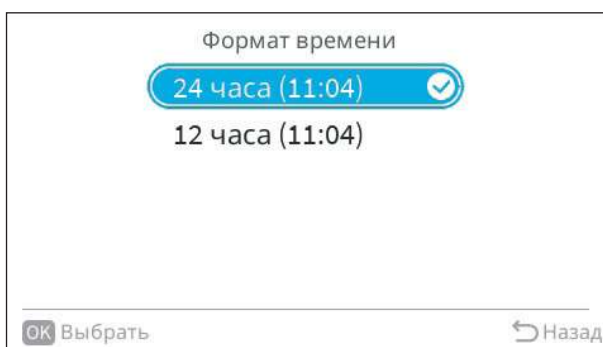 Формат времени
24 часа (11:04)
12 часа (11:04)
OK Выбрать
Назад